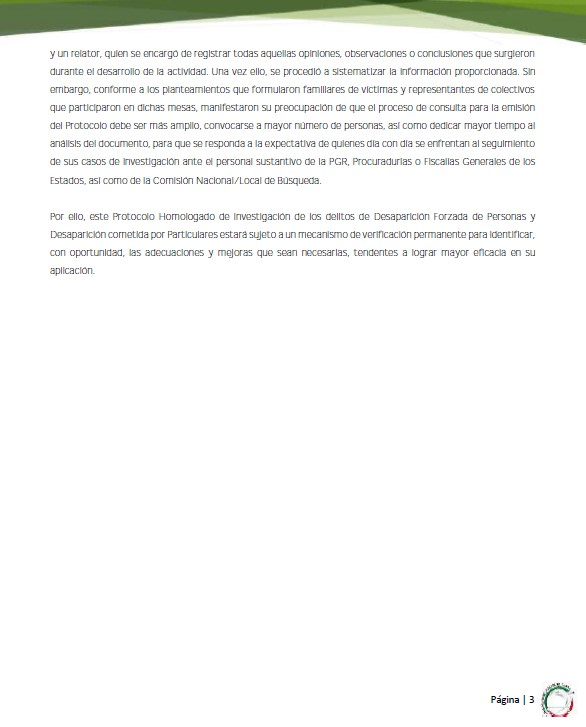 y un relator, quien se encargó de registrar todas aquellas opiniones, observaciones o conclusiones que surgieron
durante el desarrollo de la actividad. Una vez ello, se procedió a sistematizar la información proporcionada. Sin
embargo, conforme a los planteamientos que formularon familiares de víctimas y representantes de colectivos
que participaron en dichas mesas, manifestaron su preocupación de que el proceso de consulta para la emisión
del Protocolo debe ser más amplio, convocarse a mayor número de personas, así como dedicar mayor tiempo al
análisis del documento, para que se responda a la expectativa de quienes día con día se enfrentan al seguimiento
de sus casos de investigación ante el personal sustantivo de la PGR, Procuradurías o Fiscalías Generales de los
Estados, así como de la Comisión Nacional/Local de Búsqueda.
Por ello, este Protocolo Homologado de Investigación de los delitos de Desaparición Forzada de Personas y
Desaparición cometida por Particulares estará sujeto a un mecanismo de verificación permanente para identificar,
con oportunidad, las adecuaciones y mejoras que sean necesarias, tendentes a lograr mayor eficacia en su
aplicación.
Página | 3